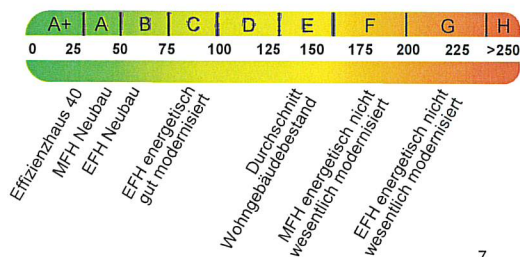 A+ A B C D E F G H
0 25 50 75 100 125 150 175 200 225 >250
Effizienzhaus 40
MFH Neubau
EFH Neubau
EFH energetisch
gut modernisiert
Durchschnitt
Wohngebäudebestand
MFH energetisch nicht
wesentlich modernisiert
EFH energetisch nicht
wesentlich modernisiert
7